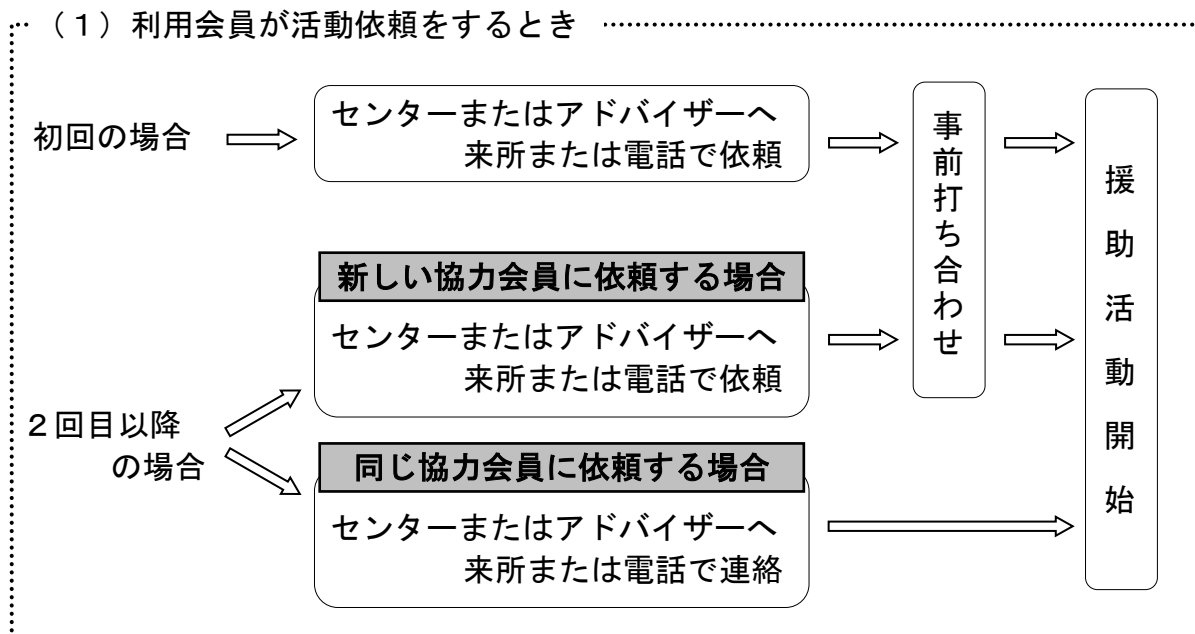 （１）利用会員が活動依頼をするとき
初回の場合
センターまたはアドバイザーへ
来所または電話で依頼
事前打ち合わせ
援助活動開始
２回目以降
の場合
新しい協力会員に依頼する場合
センターまたはアドバイザーへ
来所または電話で依頼
同じ協力会員に依頼する場合
センターまたはアドバイザーへ
来所または電話で連絡